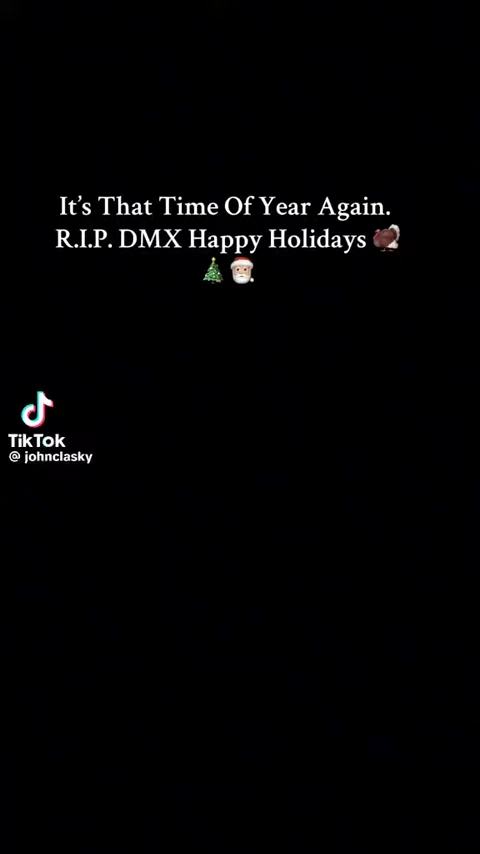 It's That Time Of Year Again.
R.I.P. DMX Happy Holidays 🦃
🎄🎅🏼
TikTok
@ johnclasky